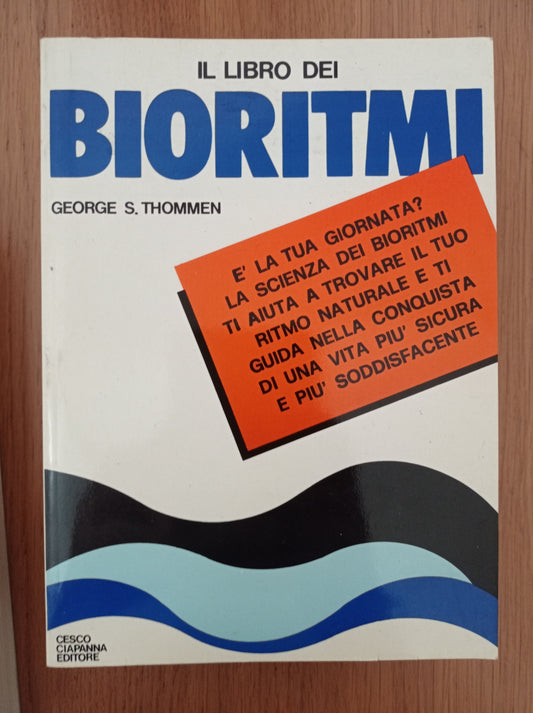 IL LIBRO DEI
BIORITMI
GEORGE S. THOMMEN
E' LA TUA GIORNATA?
LA SCIENZA DEI BIORITMI
TI AIUTA A TROVARE IL TUO
RITMO NATURALE E TI
GUIDA NELLA CONQUISTA
DI UNA VITA PIU' SICURA
E PIU' SODDISFACENTE
CESCO
CIAPANNA
EDITORE